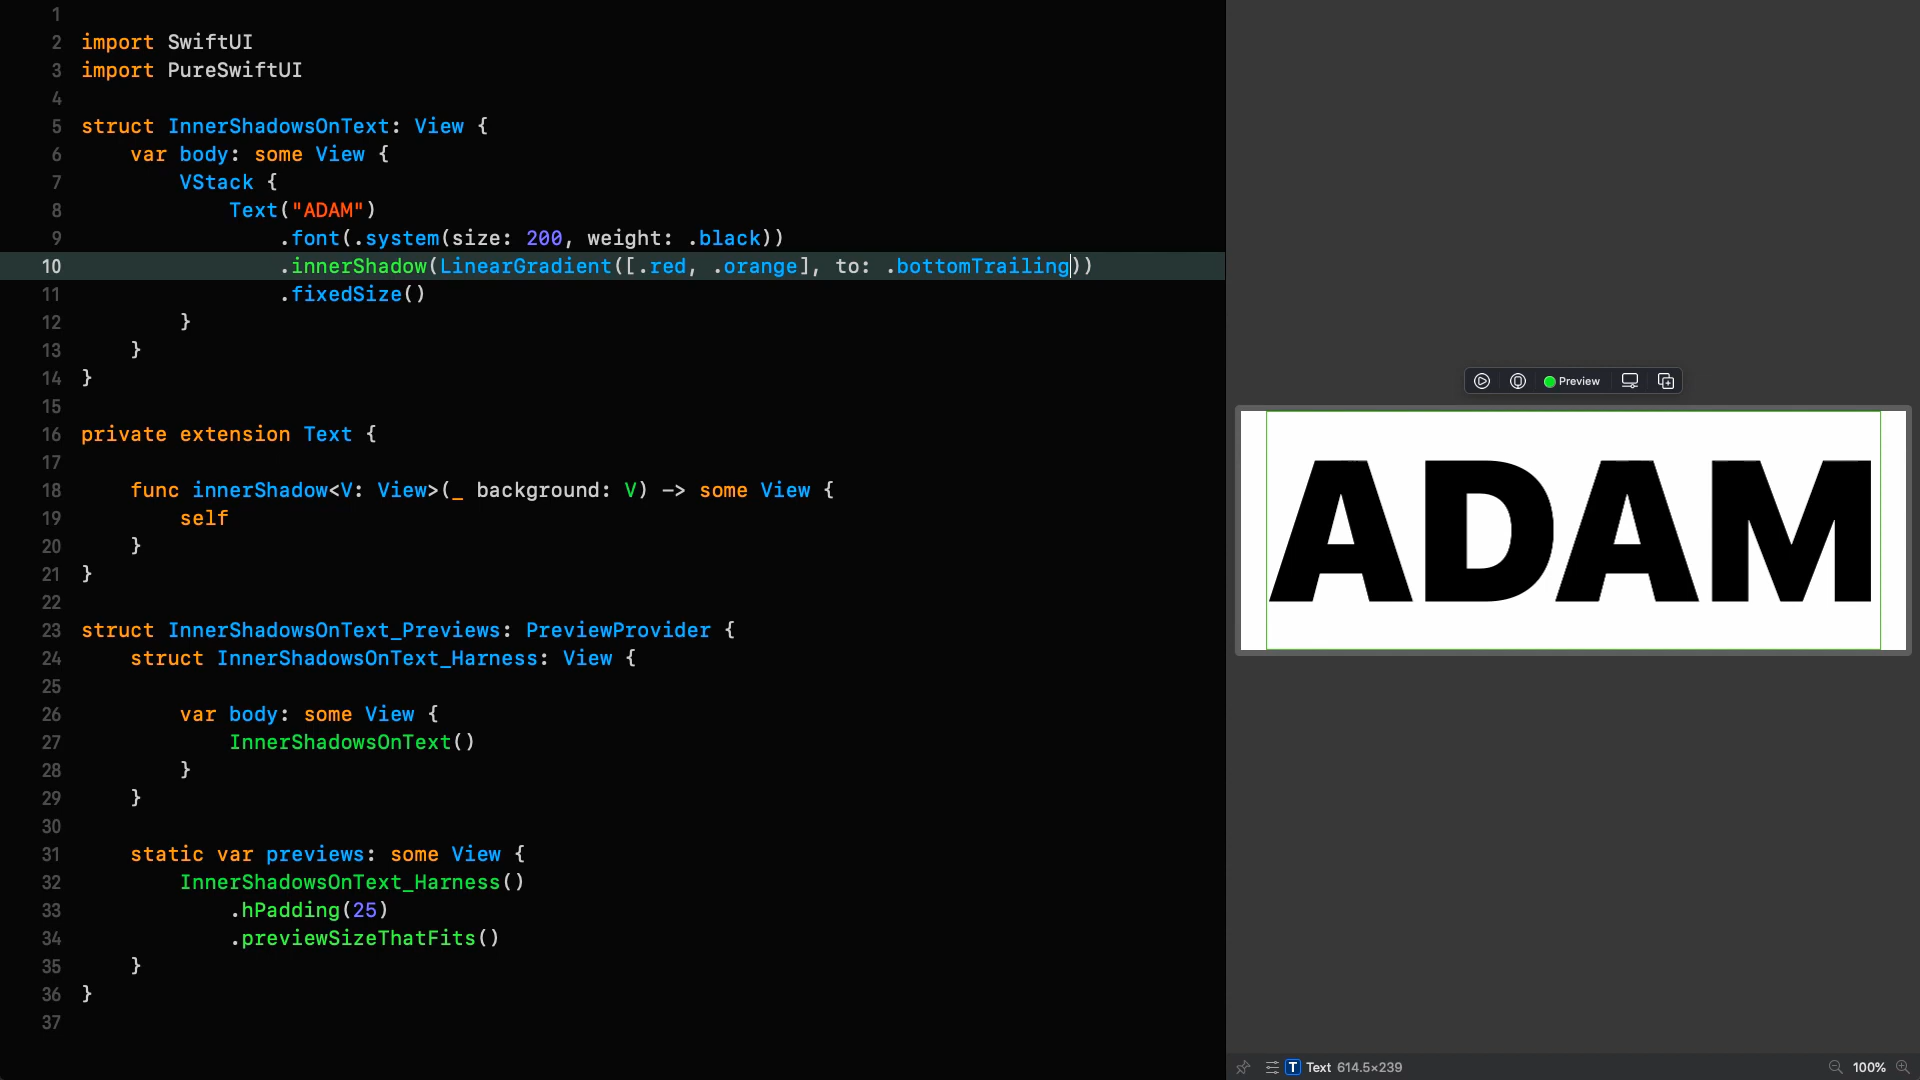 1
2 import SwiftUI
3 import PureSwiftUI
4
5 struct InnerShadowsOnText: View {
6 var body: some View {
7 VStack {
8 Text("ADAM")
9 .font(.system(size: 200, weight: .black))
10 .innerShadow(LinearGradient([.red, .orange], to: .bottomTrailing))
11 .fixedSize()
12 }
13 }
14 }
15
16 private extension Text {
17
18 func innerShadow<V: View>(_ background: V) -> some View {
19 self
20 }
21 }
22
23 struct InnerShadowsOnText_Previews: PreviewProvider {
24 struct InnerShadowsOnText_Harness: View {
25
26 var body: some View {
27 InnerShadowsOnText()
28 }
29 }
30
31 static var previews: some View {
32 InnerShadowsOnText_Harness()
33 .hPadding(25)
34 .previewSizeThatFits()
35 }
36 }
37
Preview
ADAM
T Text 614.5×239
100%